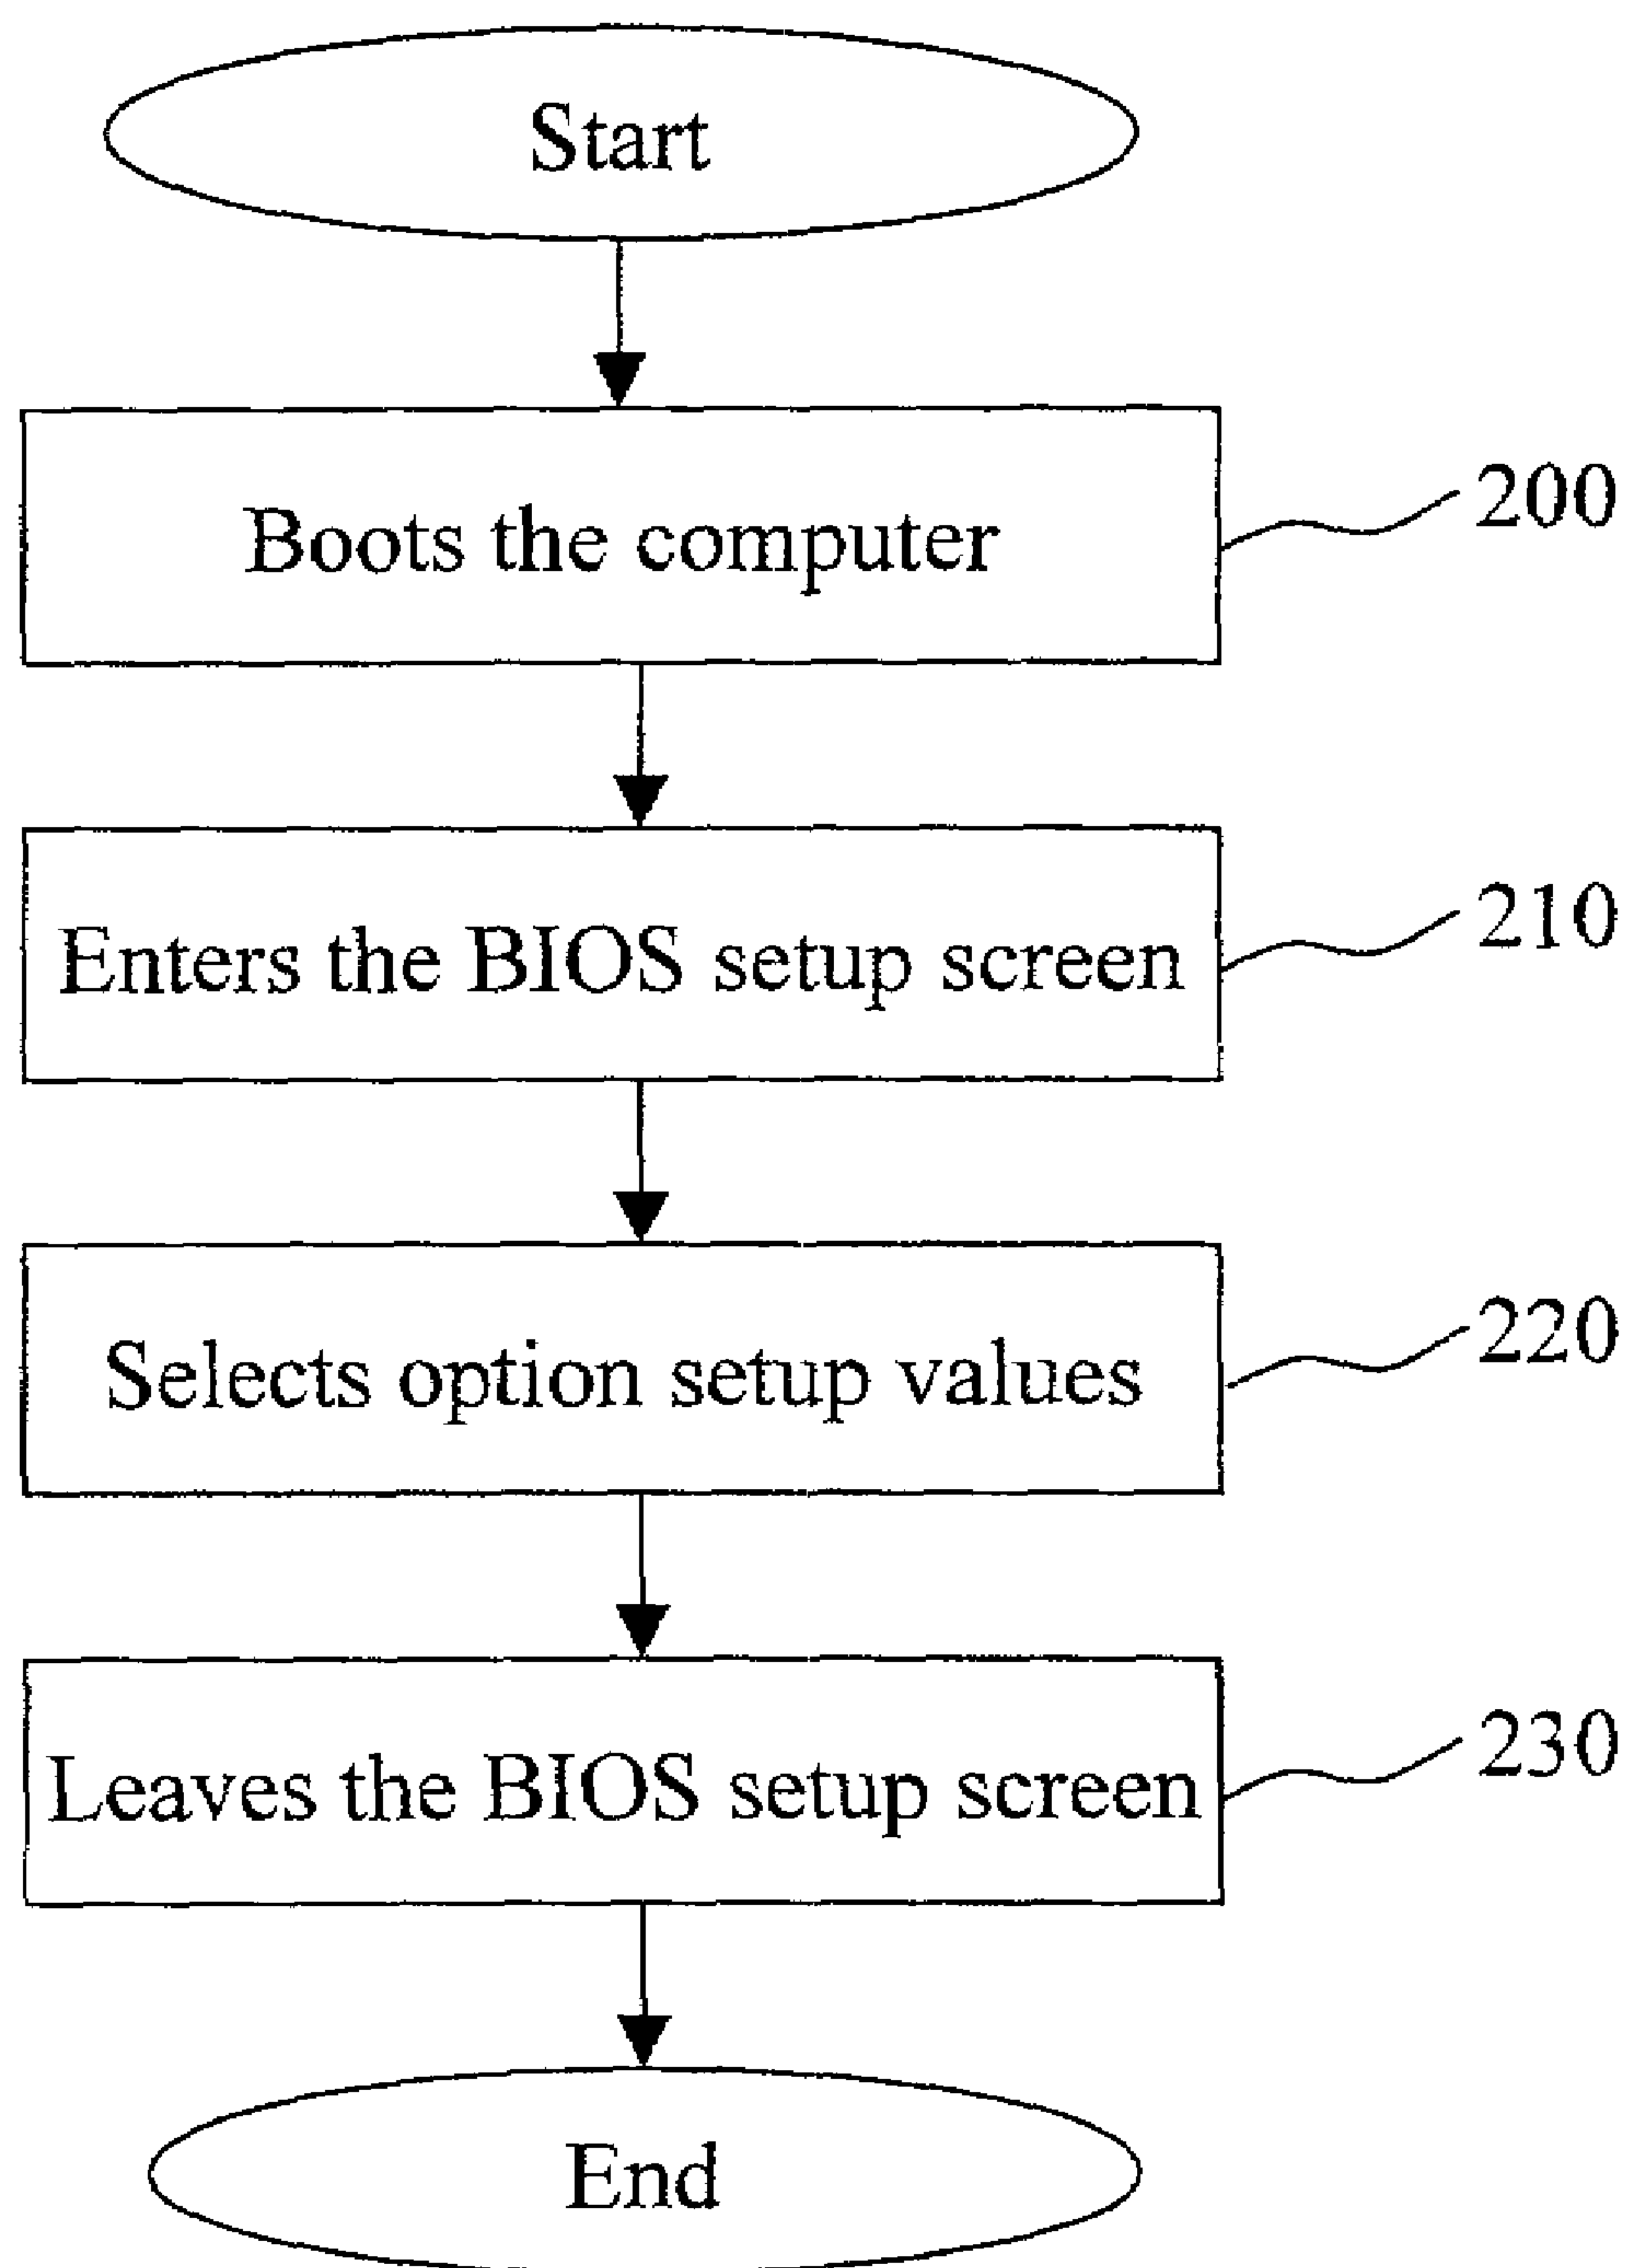 Start
Boots the computer
200
Enters the BIOS setup screen
210
Selects option setup values
220
Leaves the BIOS setup screen
230
End